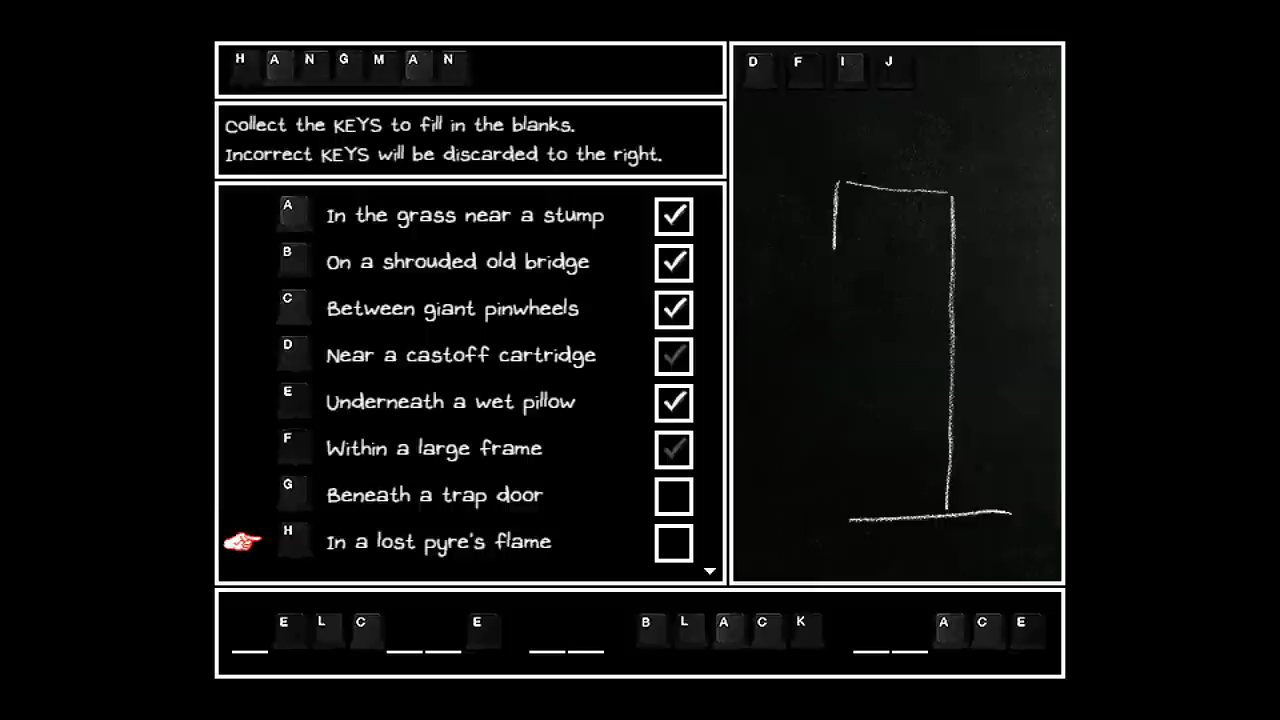 H A N G M A N
D F I J
Collect the KEYS to fill in the blanks.
Incorrect KEYS will be discarded to the right.
A In the grass near a stump
B On a shrouded old bridge
C Between giant pinwheels
D Near a castoff cartridge
E Underneath a wet pillow
F Within a large frame
G Beneath a trap door
H In a lost pyre's flame
_ E L C _ _ E _ _ B L A C K _ _ A C E